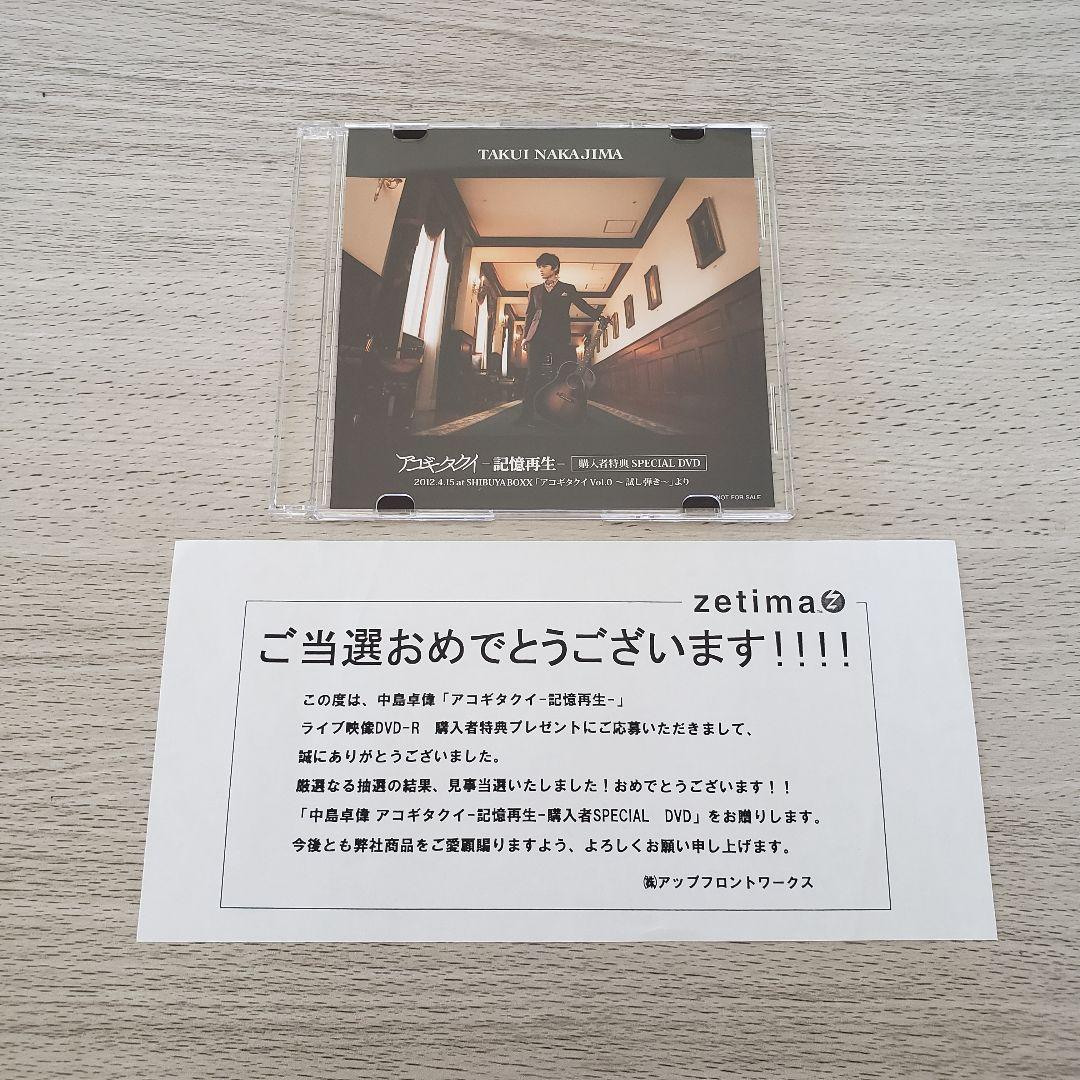 TAKUI NAKAJIMA
アコギタクイ -記憶再生- 購入者特典 SPECIAL DVD
2012.4.15 at SHIBUYA BOXX「アコギタクイ Vol.0 ～試し弾き～」より
NOT FOR SALE
zetima
ご当選おめでとうございます!!!!
この度は、中島卓偉「アコギタクイ-記憶再生-」
ライブ映像DVD-R　購入者特典プレゼントにご応募いただきまして、
誠にありがとうございました。
厳選なる抽選の結果、見事当選いたしました!おめでとうございます!!
「中島卓偉 アコギタクイ-記憶再生-購入者SPECIAL　DVD」をお贈りします。
今後とも弊社商品をご愛願賜りますよう、よろしくお願い申し上げます。
㈱アップフロントワークス